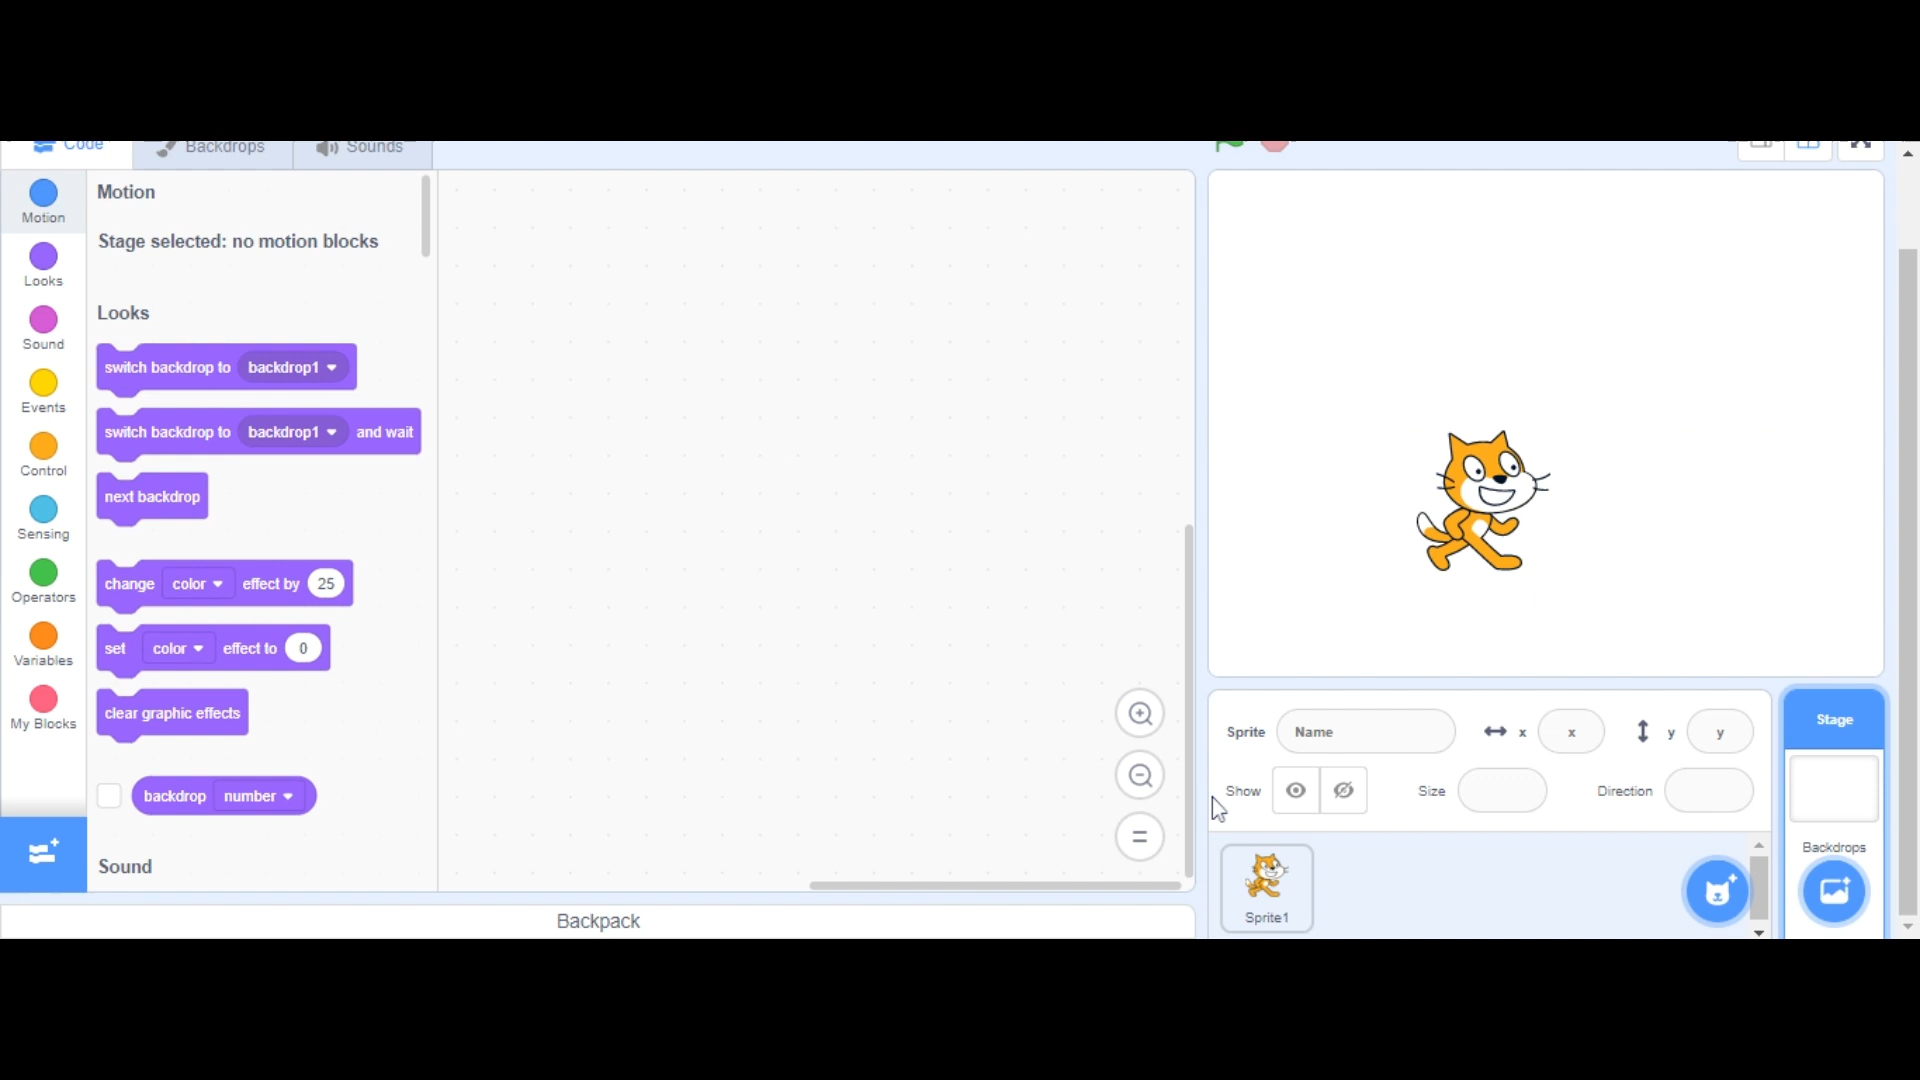 Code
Backdrops
Sounds
Motion
Looks
Sound
Events
Control
Sensing
Operators
Variables
My Blocks
Motion
Stage selected: no motion blocks
Looks
switch backdrop to backdrop1
switch backdrop to backdrop1 and wait
next backdrop
change color effect by 25
set color effect to 0
clear graphic effects
backdrop number
Sound
Backpack
Sprite Name x x y y
Show Size Direction
Sprite1
Stage
Backdrops